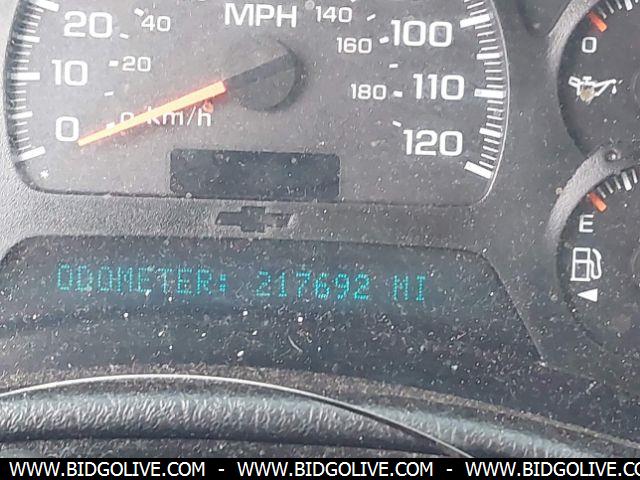 20 40 MPH 140 100
160
10 20 180 110
0 0 km/h 120
0
E
ODOMETER: 217692 MI
WWW.BIDGOLIVE.COM - WWW.BIDGOLIVE.COM - WWW.BIDGOLIVE.COM